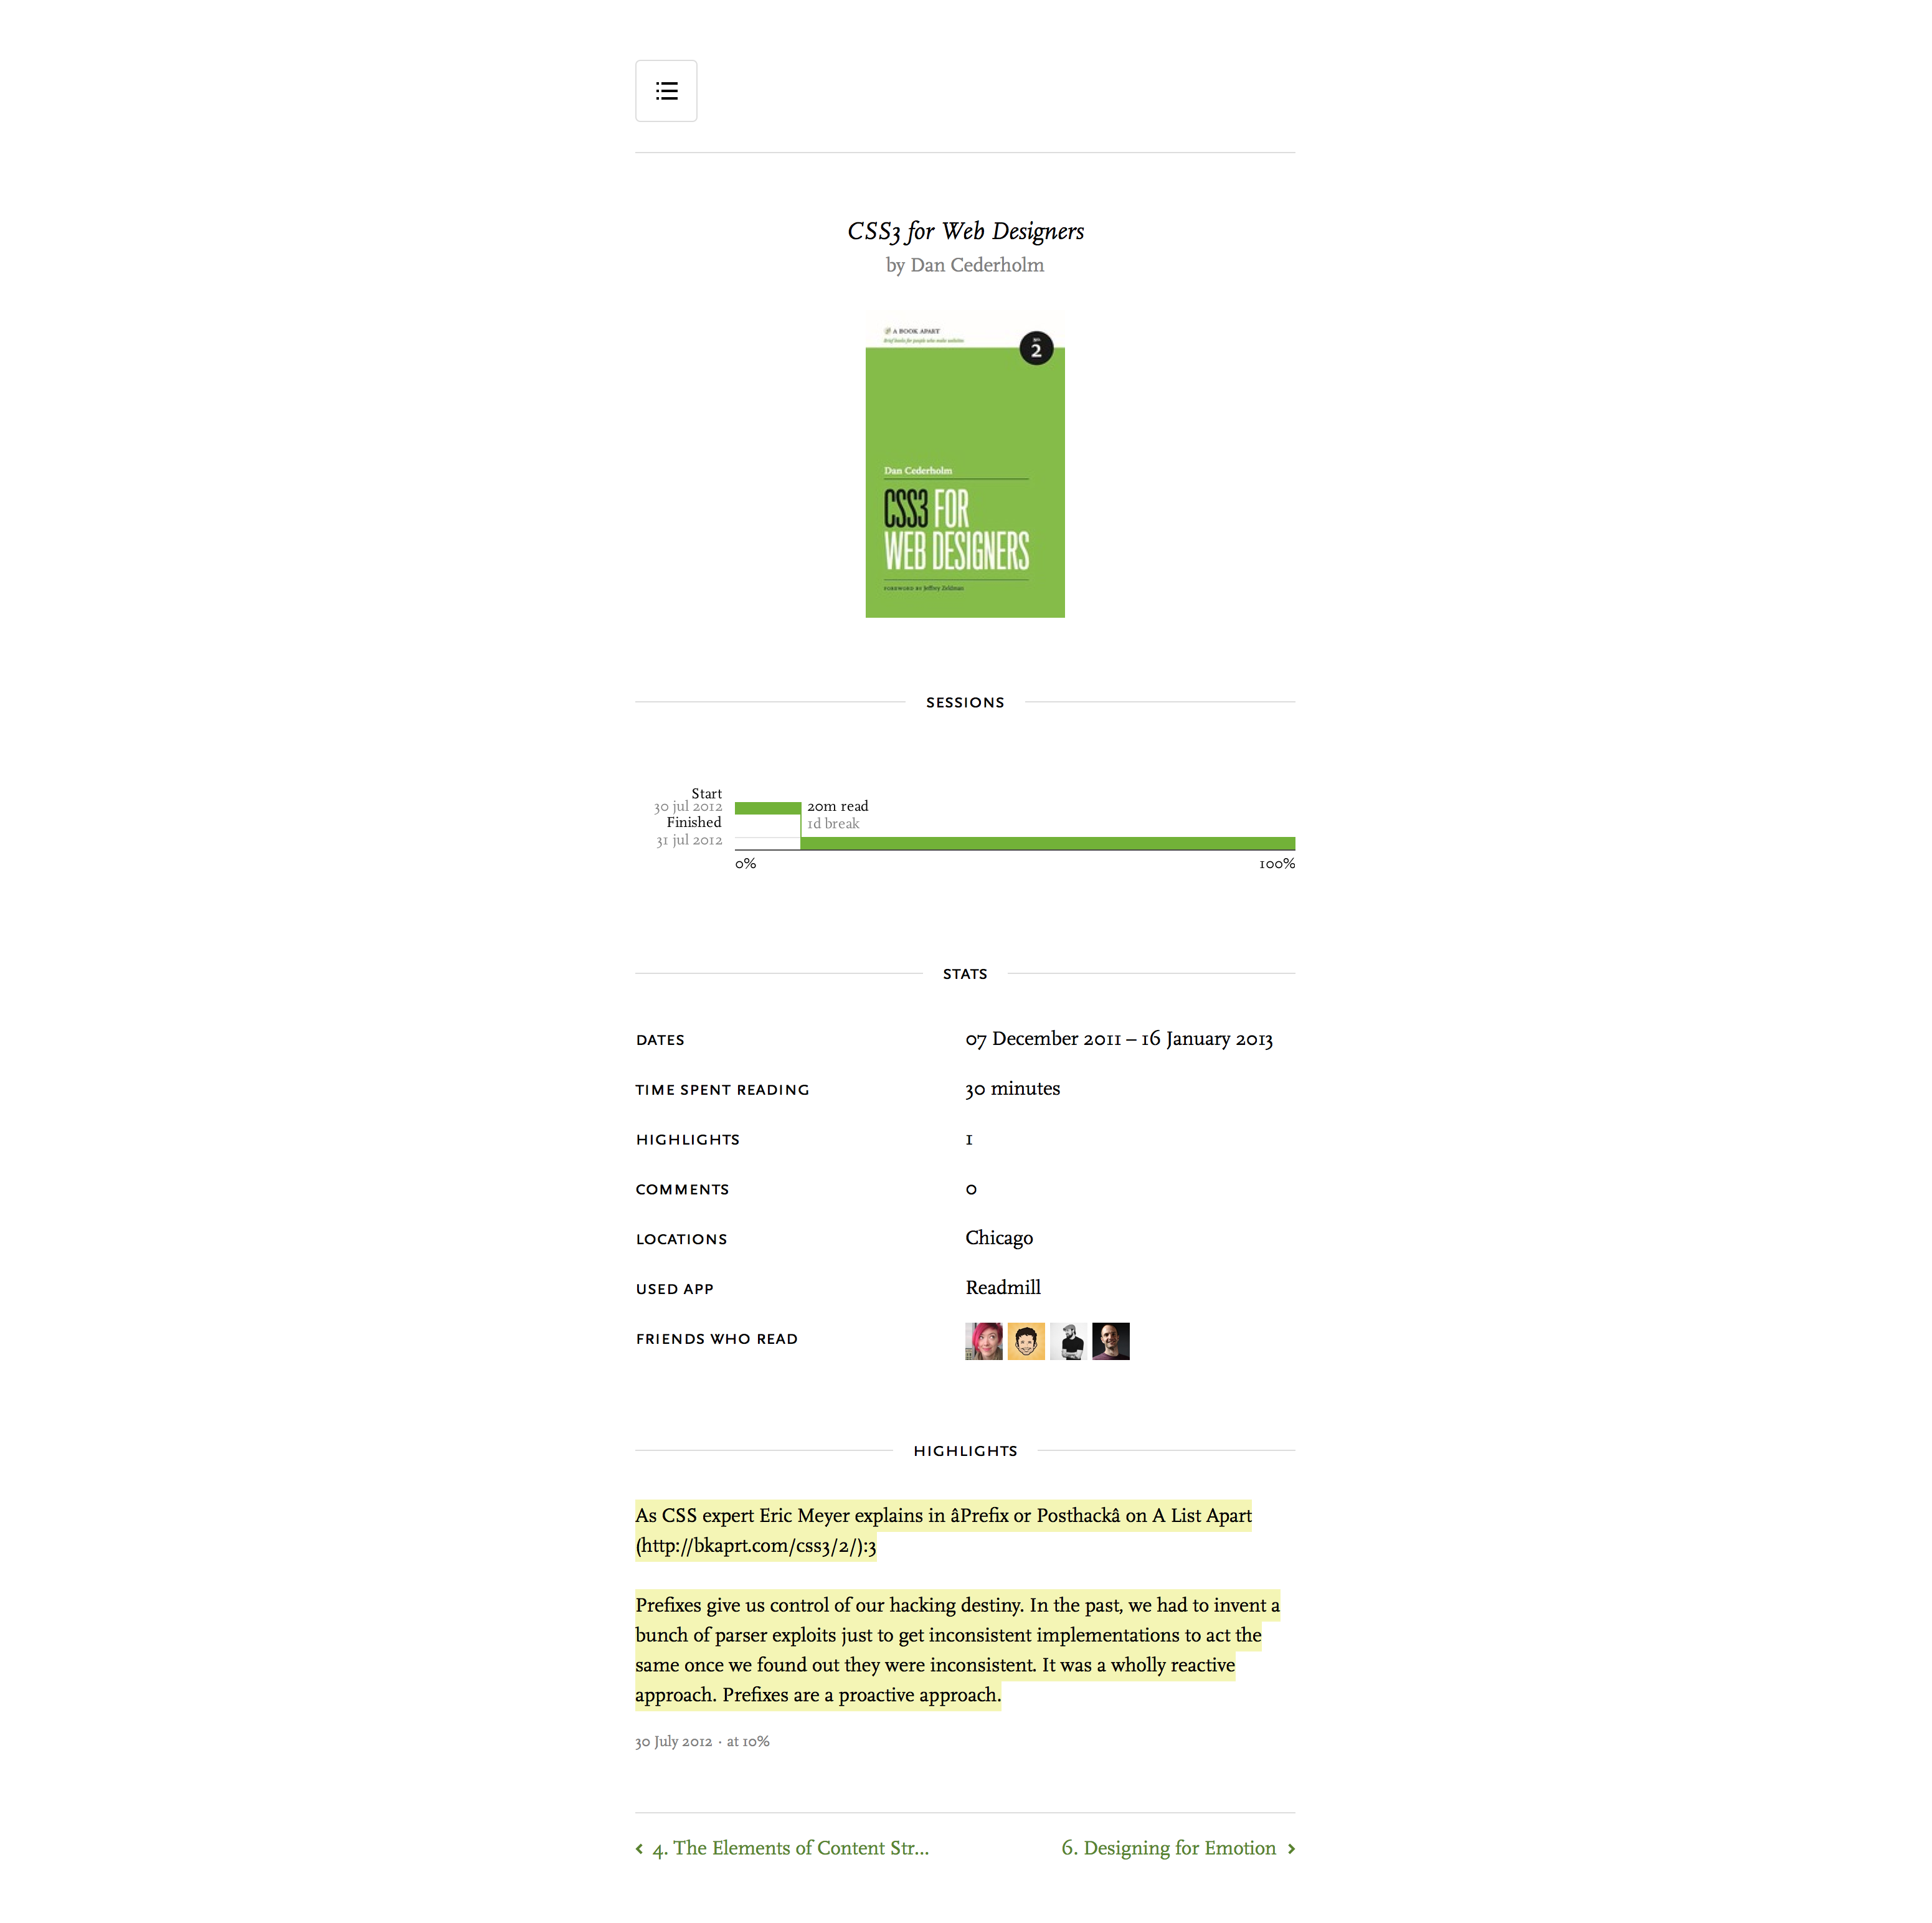 CSS3 for Web Designers
by Dan Cederholm
A BOOK APART
Brief books for people who make websites
2
Dan Cederholm
CSS3 FOR
WEB DESIGNERS
FOREWORD BY Jeffrey Zeldman
SESSIONS
Start
30 jul 2012
20m read
Finished
1d break
31 jul 2012
0%
100%
STATS
DATES
07 December 2011 – 16 January 2013
TIME SPENT READING
30 minutes
HIGHLIGHTS
1
COMMENTS
0
LOCATIONS
Chicago
USED APP
Readmill
FRIENDS WHO READ
HIGHLIGHTS
As CSS expert Eric Meyer explains in âPrefix or Posthackâ on A List Apart
(http://bkaprt.com/css3/2/):3
Prefixes give us control of our hacking destiny. In the past, we had to invent a
bunch of parser exploits just to get inconsistent implementations to act the
same once we found out they were inconsistent. It was a wholly reactive
approach. Prefixes are a proactive approach.
30 July 2012 · at 10%
‹ 4. The Elements of Content Str...
6. Designing for Emotion ›